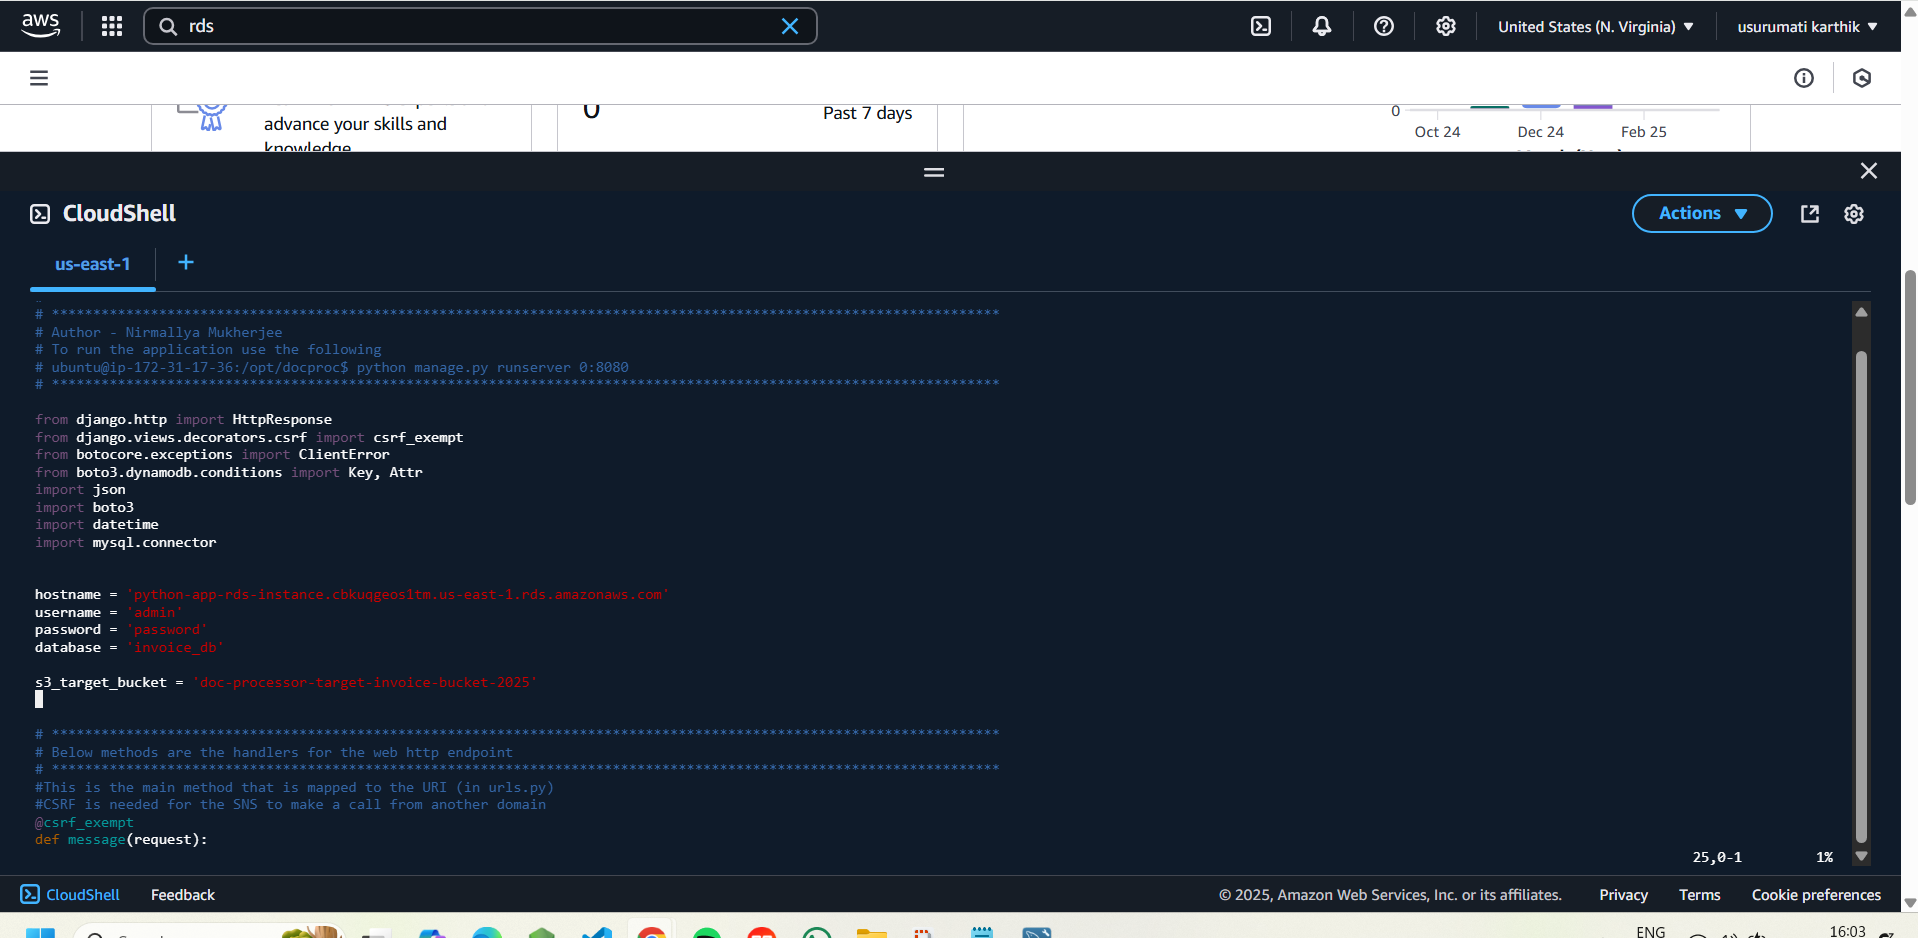 aws
rds
United States (N. Virginia)
usurumati karthik
advance your skills and
knowledge
0
Past 7 days
0
Oct 24
Dec 24
Feb 25
CloudShell
Actions
us-east-1
+
# *******************************************************************************************************************
# Author - Nirmallya Mukherjee
# To run the application use the following
# ubuntu@ip-172-31-17-36:/opt/docproc$ python manage.py runserver 0:8080
# *******************************************************************************************************************
from django.http import HttpResponse
from django.views.decorators.csrf import csrf_exempt
from botocore.exceptions import ClientError
from boto3.dynamodb.conditions import Key, Attr
import json
import boto3
import datetime
import mysql.connector
hostname = 'python-app-rds-instance.cbkuqgeos1tm.us-east-1.rds.amazonaws.com'
username = 'admin'
password = 'password'
database = 'invoice_db'
s3_target_bucket = 'doc-processor-target-invoice-bucket-2025'
# *******************************************************************************************************************
# Below methods are the handlers for the web http endpoint
# *******************************************************************************************************************
#This is the main method that is mapped to the URI (in urls.py)
#CSRF is needed for the SNS to make a call from another domain
@csrf_exempt
def message(request):
25,0-1
1%
CloudShell
Feedback
© 2025, Amazon Web Services, Inc. or its affiliates.
Privacy
Terms
Cookie preferences
ENG
16:03